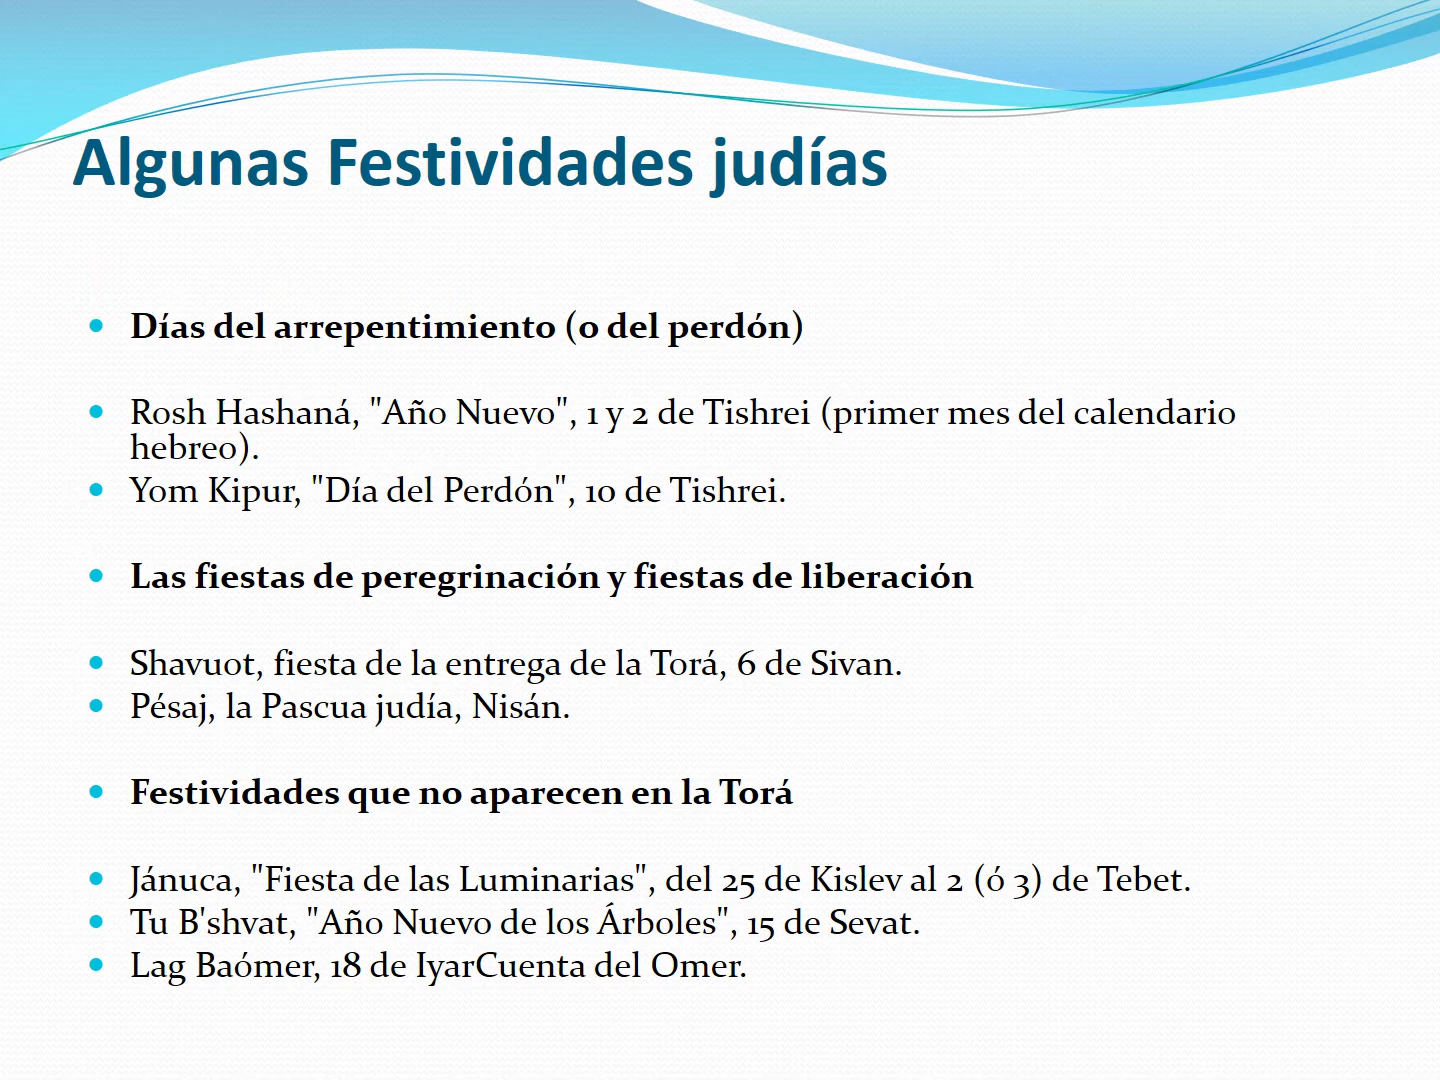 Algunas Festividades judías
Días del arrepentimiento (o del perdón)
Rosh Hashaná, "Año Nuevo", 1 y 2 de Tishrei (primer mes del calendario
hebreo).
Yom Kipur, "Día del Perdón", 10 de Tishrei.
Las fiestas de peregrinación y fiestas de liberación
Shavuot, fiesta de la entrega de la Torá, 6 de Sivan.
Pésaj, la Pascua judía, Nisán.
Festividades que no aparecen en la Torá
Jánuca, "Fiesta de las Luminarias", del 25 de Kislev al 2 (ó 3) de Tebet.
Tu B'shvat, "Año Nuevo de los Árboles", 15 de Sevat.
Lag Baómer, 18 de IyarCuenta del Omer.